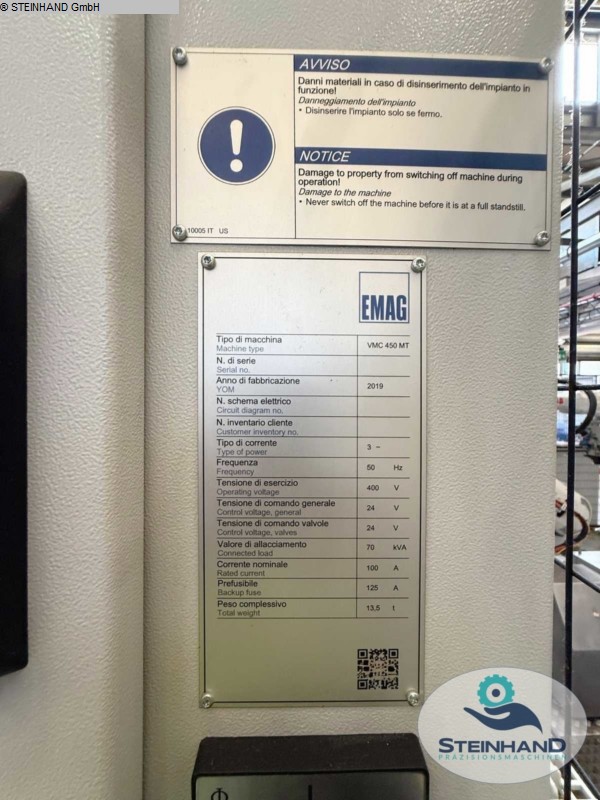 © STEINHAND GmbH
AVVISO
Danni materiali in caso di disinserimento dell'impianto in
funzione!
Danneggiamento dell'impianto
• Disinserire l'impianto solo se fermo.
NOTICE
Damage to property from switching off machine during
operation!
Damage to the machine
• Never switch off the machine before it is at a full standstill.
10005 IT US
EMAG
Tipo di macchina
Machine type VMC 450 MT
N. di serie
Serial no.
Anno di fabbricazione
YOM 2019
N. schema elettrico
Circuit diagram no.
N. inventario cliente
Customer inventory no.
Tipo di corrente
Type of power 3 ~
Frequenza
Frequency 50 Hz
Tensione di esercizio
Operating voltage 400 V
Tensione di comando generale
Control voltage, general 24 V
Tensione di comando valvole
Control voltage, valves 24 V
Valore di allacciamento
Connected load 70 kVA
Corrente nominale
Rated current 100 A
Prefusibile
Backup fuse 125 A
Peso complessivo
Total weight 13,5 t
STEINHAND
PRÄZISIONSMASCHINEN